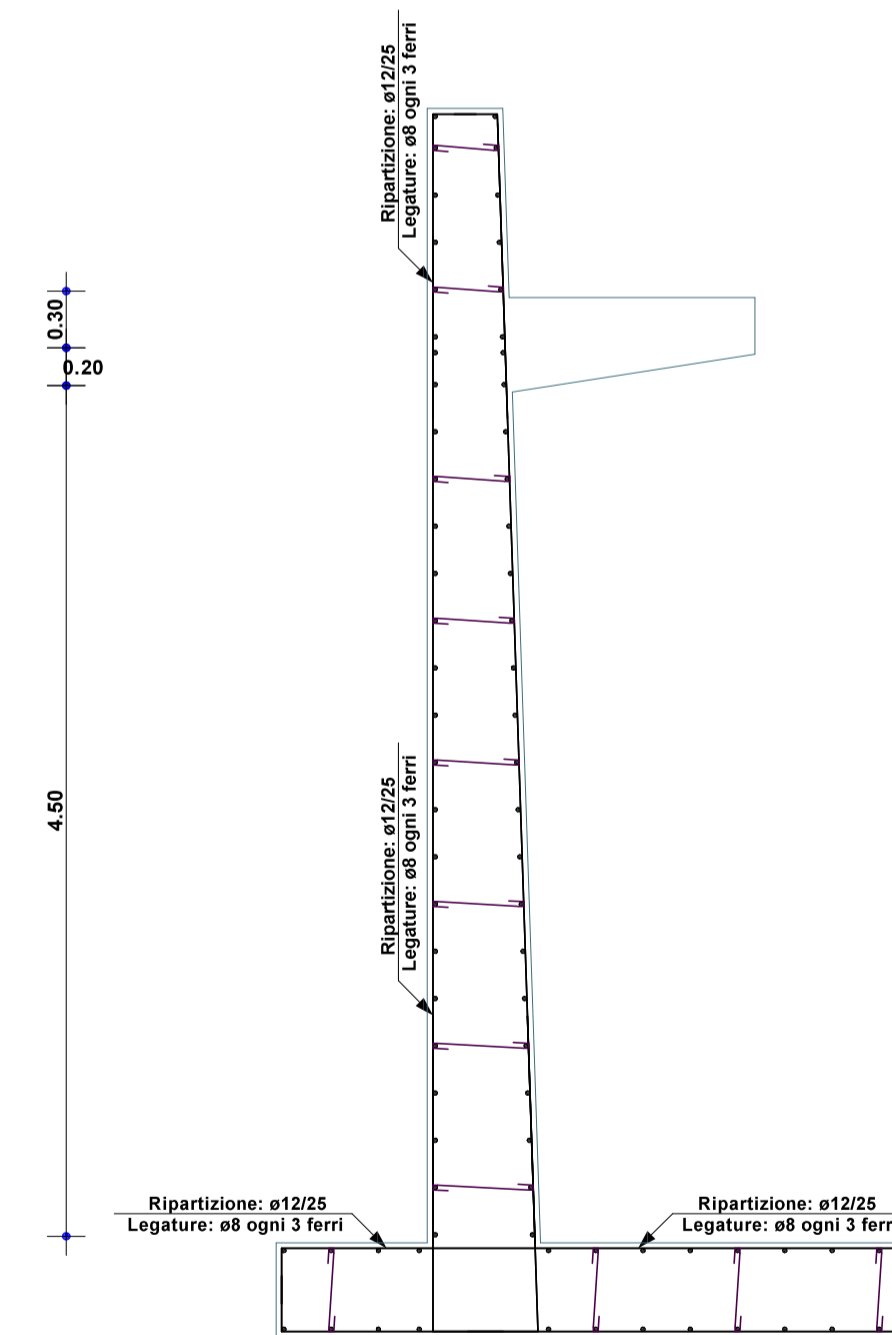 Ripartizione: ø12/25
Legature: ø8 ogni 3 ferri
0.30
0.20
4.50
Ripartizione: ø12/25
Legature: ø8 ogni 3 ferri
Ripartizione: ø12/25
Legature: ø8 ogni 3 ferri
Ripartizione: ø12/25
Legature: ø8 ogni 3 ferr